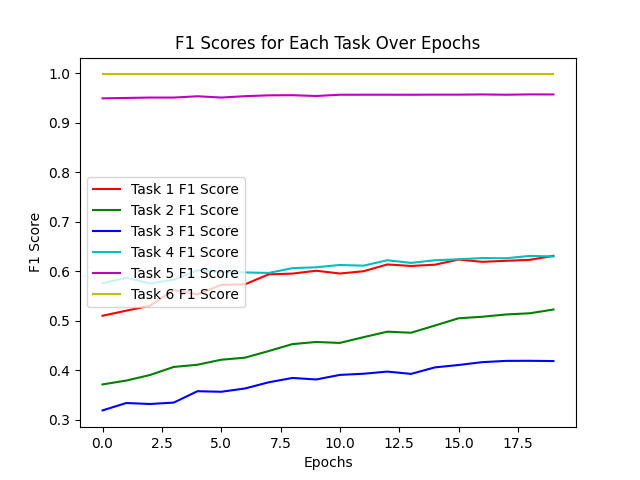 F1 Scores for Each Task Over Epochs
1.0
0.9
0.8
0.7
0.6
0.5
0.4
0.3
F1 Score
Task 1 F1 Score
Task 2 F1 Score
Task 3 F1 Score
Task 4 F1 Score
Task 5 F1 Score
Task 6 F1 Score
0.0 2.5 5.0 7.5 10.0 12.5 15.0 17.5
Epochs